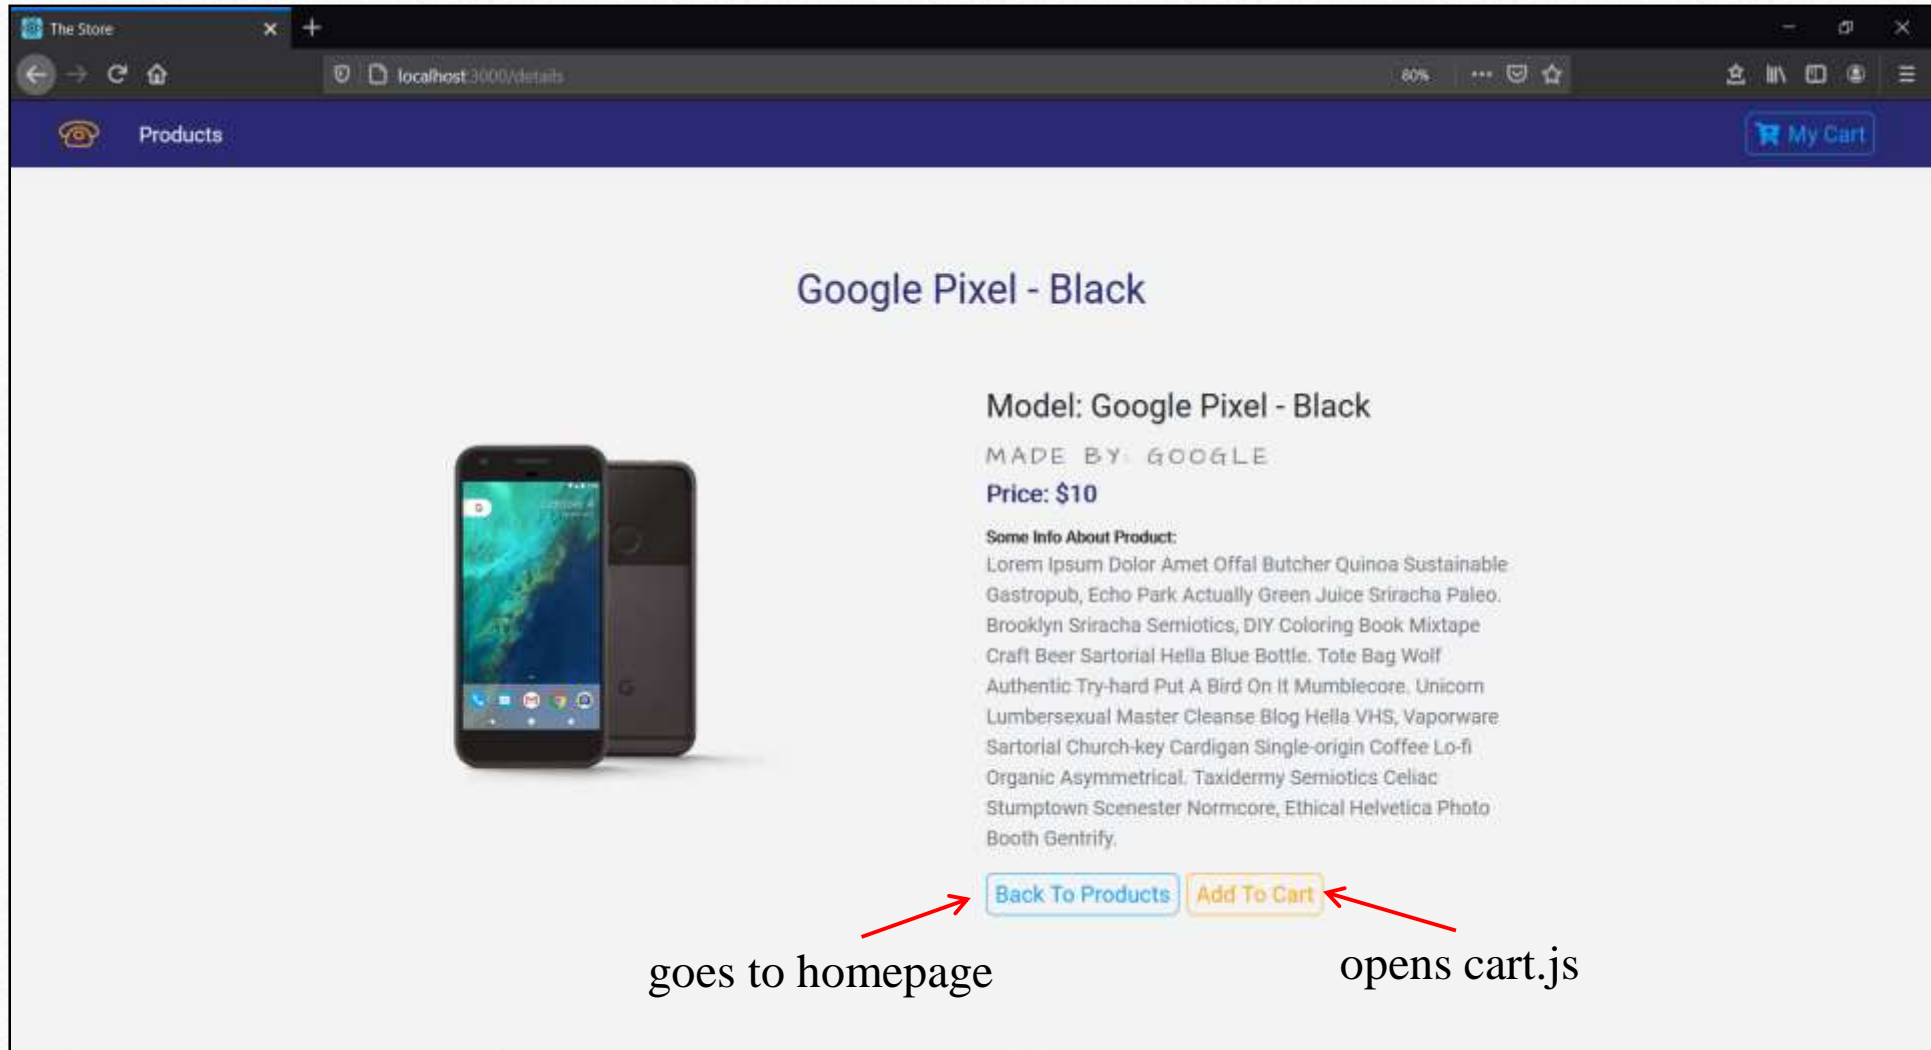 The Store
localhost:3000/details
80%
Products
My Cart
Google Pixel - Black
Model: Google Pixel - Black
MADE BY: GOOGLE
Price: $10
Some Info About Product:
Lorem Ipsum Dolor Amet Offal Butcher Quinoa Sustainable
Gastropub, Echo Park Actually Green Juice Sriracha Paleo.
Brooklyn Sriracha Semiotics, DIY Coloring Book Mixtape
Craft Beer Sartorial Hella Blue Bottle. Tote Bag Wolf
Authentic Try-hard Put A Bird On It Mumblecore. Unicorn
Lumbersexual Master Cleanse Blog Hella VHS, Vaporware
Sartorial Church-key Cardigan Single-origin Coffee Lo-fi
Organic Asymmetrical. Taxidermy Semiotics Celiac
Stumptown Scenester Normcore, Ethical Helvetica Photo
Booth Gentrify.
Back To Products
Add To Cart
goes to homepage
opens cart.js